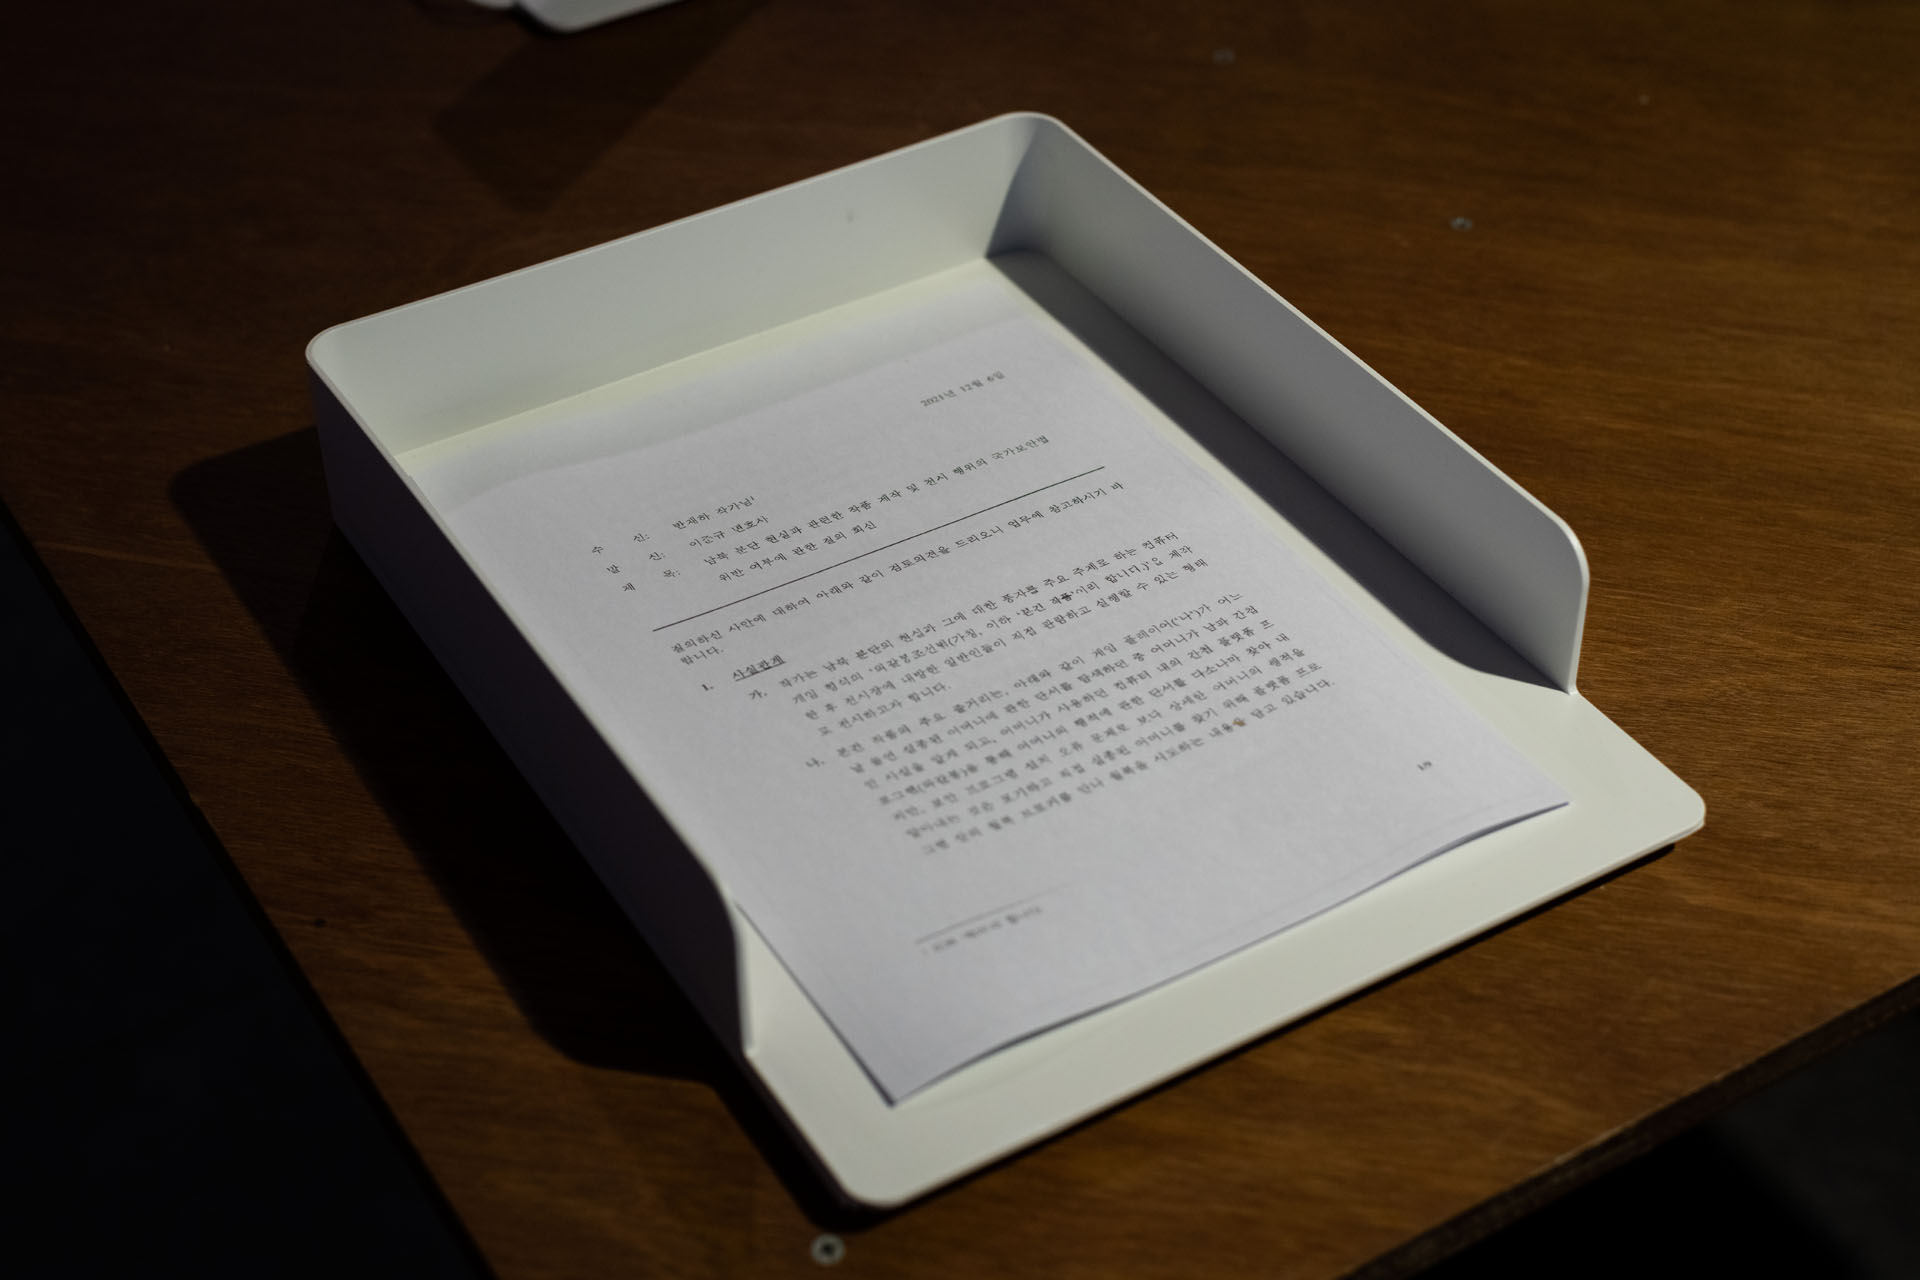 2021년 12월 6일
수 신: 반재하 작가님¹
발 신: 이준규 변호사
제 목: 남북 분단 현실과 관련한 작품 제작 및 전시 행위의 국가보안법
위반 여부에 관한 질의 회신
질의하신 사안에 대하여 아래와 같이 검토의견을 드리오니 업무에 참고하시기 바
랍니다.
1. 사실관계
가. 작가는 남북 분단의 현실과 그에 대한 풍자를 주요 주제로 하는 컴퓨터
게임 형식의 (가칭, 이하 '본건 작품'이라 합니다.)'을 제작
한 후 전시장에 내방한 일반인들이 직접 관람하고 실행할 수 있는 형태
로 전시하고자 합니다.
나. 본건 작품의 주요 줄거리는, 아래와 같이 게임 플레이어('나')가 어느
날 돌연 실종된 어머니에 관한 단서를 탐색하던 중 어머니가 남파 간첩
인 사실을 알게 되고, 어머니가 사용하던 컴퓨터 내의 간첩 플랫폼 프
로그램(파갈봉)을 통해 어머니의 행적에 관한 단서를 다소나마 찾아 내
지만, 보안 프로그램 설치 오류 문제로 보다 상세한 어머니의 행적을
알아내는 것은 포기하고 직접 실종된 어머니를 찾기 위해 플랫폼 프로
그램 상의 월북 브로커를 만나 월북을 시도하는 내용을 담고 있습니다.
1/9